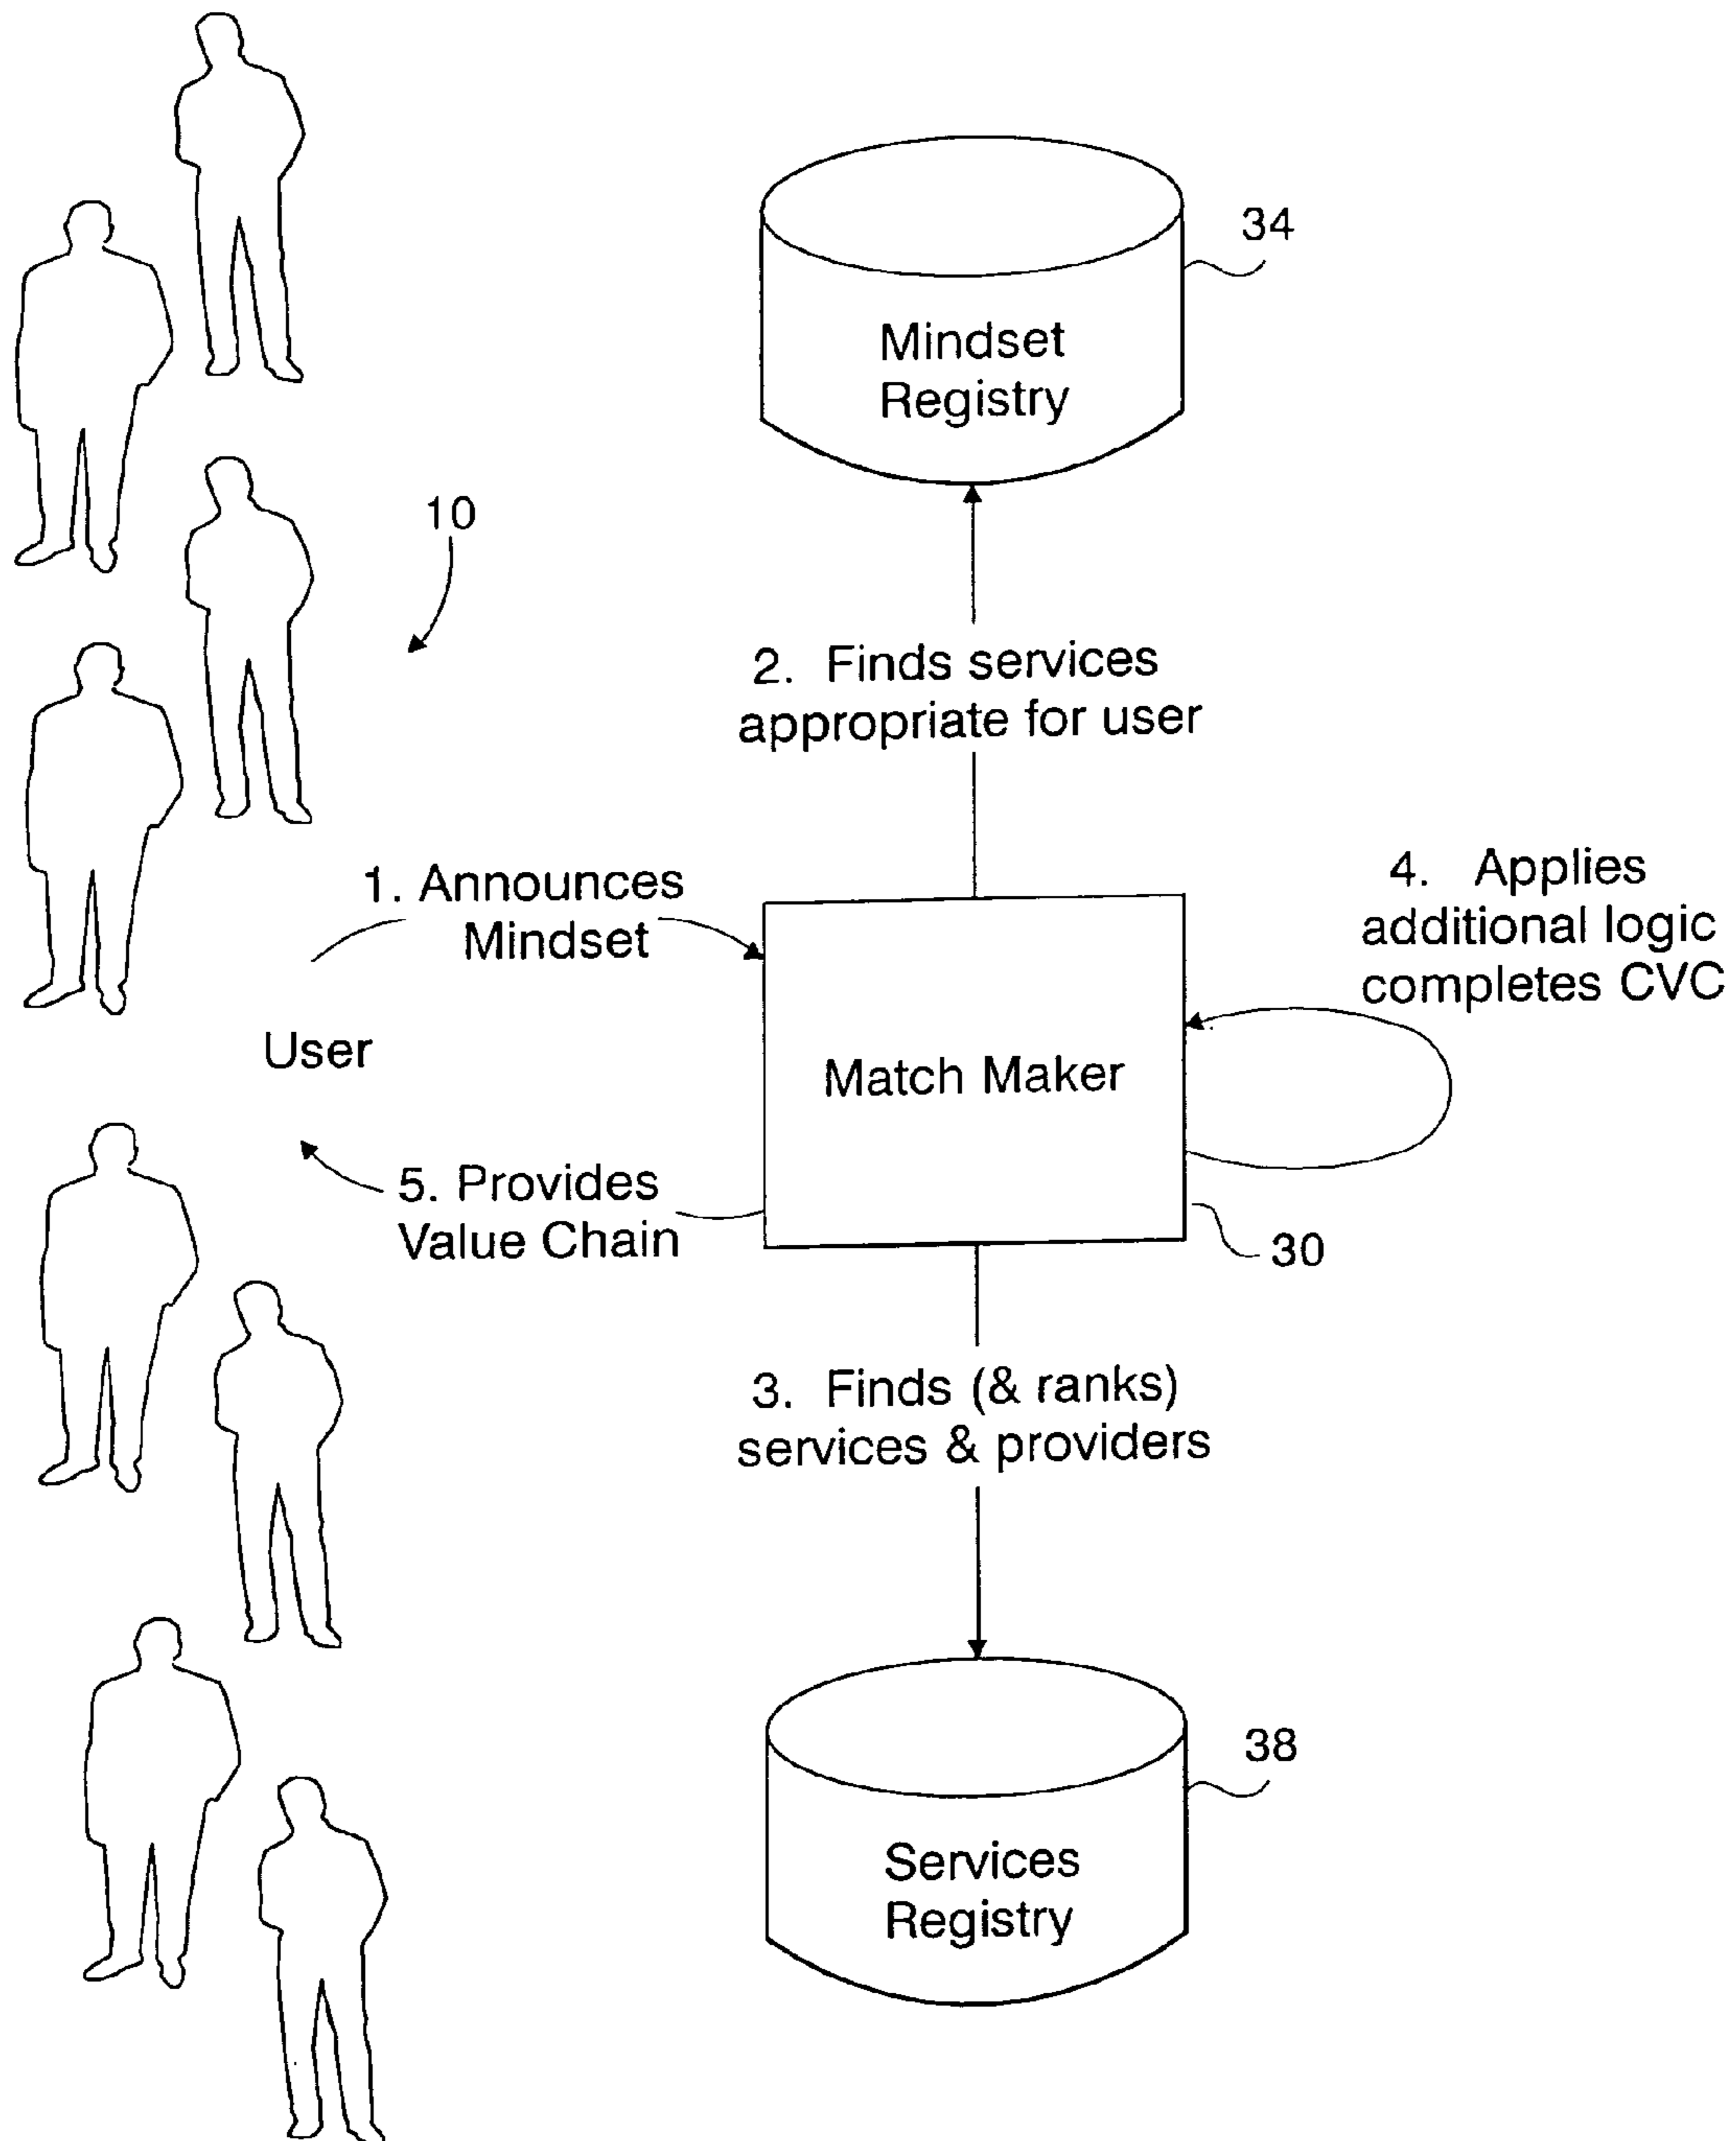 34
Mindset
Registry
10
2. Finds services
appropriate for user
1. Announces
Mindset
4. Applies
additional logic
completes CVC
User
Match Maker
5. Provides
Value Chain
30
3. Finds (& ranks)
services & providers
38
Services
Registry